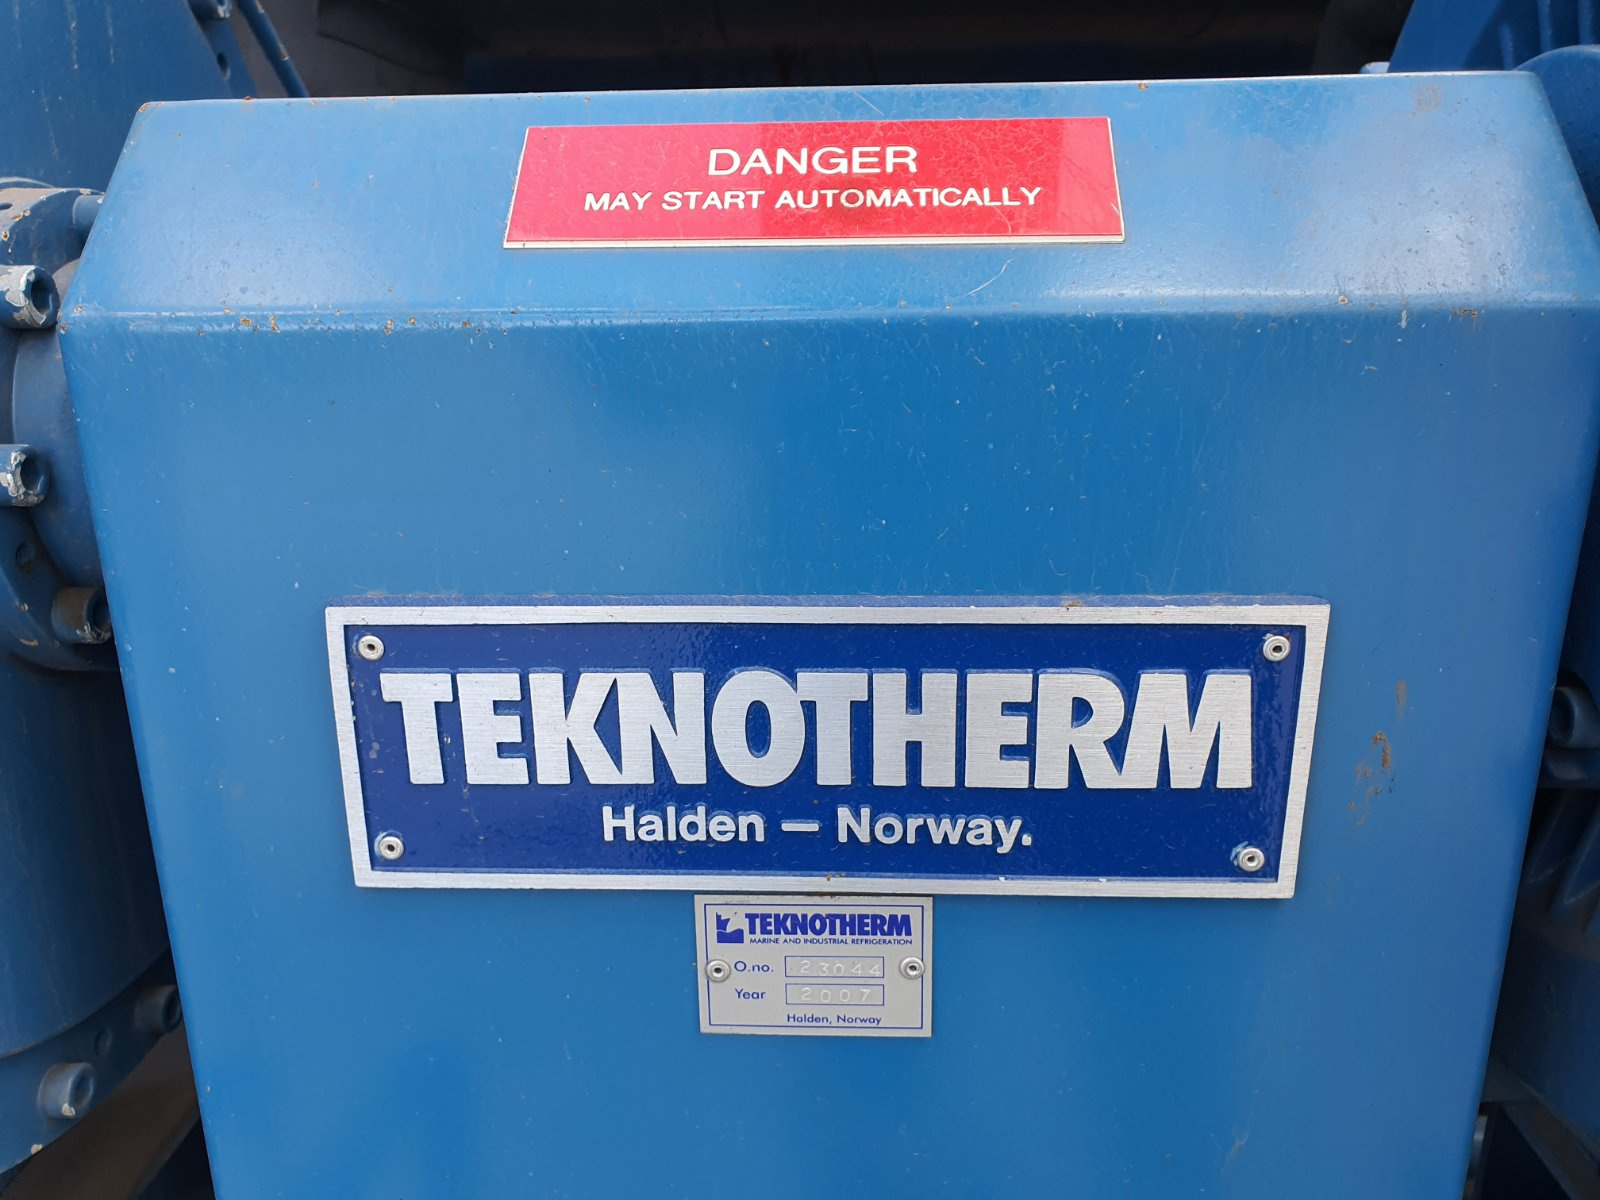 DANGER
MAY START AUTOMATICALLY
TEKNOTHERM
Halden – Norway.
TEKNOTHERM
MARINE AND INDUSTRIAL REFRIGERATION
O.no. 23044
Year 2007
Halden, Norway